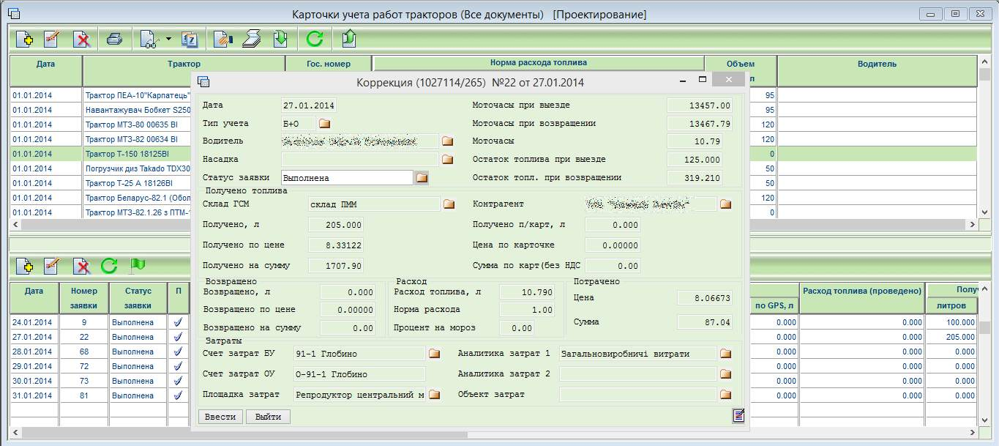 Карточки учета работ тракторов (Все документы) [Проектирование]
Дата Трактор Гос. номер Норма расхода топлива Объем Водитель
01.01.2014 Трактор ПЕА-10"Карпатець" 95
01.01.2014 Навантажувач Бобкет S250 95
01.01.2014 Трактор МТЗ-80 00635 ВІ 120
01.01.2014 Трактор МТЗ-82 00634 ВІ 120
01.01.2014 Трактор Т-150 18125ВІ 0
01.01.2014 Погрузчик диз Takado TDX30 50
01.01.2014 Трактор Т-25 А 18126ВІ 50
01.01.2014 Трактор Беларус-82.1 (Обол 120
01.01.2014 Трактор МТЗ-82.1.26 з ПТМ- 0
Коррекция (1027114/265) №22 от 27.01.2014
Дата 27.01.2014 Моточасы при выезде 13457.00
Тип учета Б+О Моточасы при возвращении 13467.79
Водитель Моточасы 10.79
Насадка Остаток топлива при выезде 125.000
Статус заявки Выполнена Остаток топл. при возвращении 319.210
Получено топлива
Склад ГСМ склад ПММ Контрагент
Получено, л 205.000 Получено п/карт, л 0.000
Получено по цене 8.33122 Цена по карточке 0.00000
Получено на сумму 1707.90 Сумма по карт(без НДС 0.00
Возвращено Расход Потрачено
Возвращено, л 0.000 Расход топлива, л 10.790 Цена 8.06673
Возвращено по цене 0.00000 Норма расхода 1.00
Возвращено на сумму 0.00 Процент на мороз 0.00 Сумма 87.04
Затраты
Счет затрат БУ 91-1 Глобино Аналитика затрат 1 Загальновиробничі витрати
Счет затрат ОУ О-91-1 Глобино Аналитика затрат 2
Площадка затрат Репродуктор центральний м Объект затрат
Ввести Выйти
Дата Номер заявки Статус заявки П по GPS, л Расход топлива (проведено) Полу литров
24.01.2014 9 Выполнена 0.000 0.000 100.000
27.01.2014 22 Выполнена 0.000 0.000 205.000
28.01.2014 68 Выполнена 0.000 0.000 0.000
29.01.2014 72 Выполнена 0.000 0.000 0.000
30.01.2014 73 Выполнена 0.000 0.000 0.000
31.01.2014 81 Выполнена 0.000 0.000 0.000